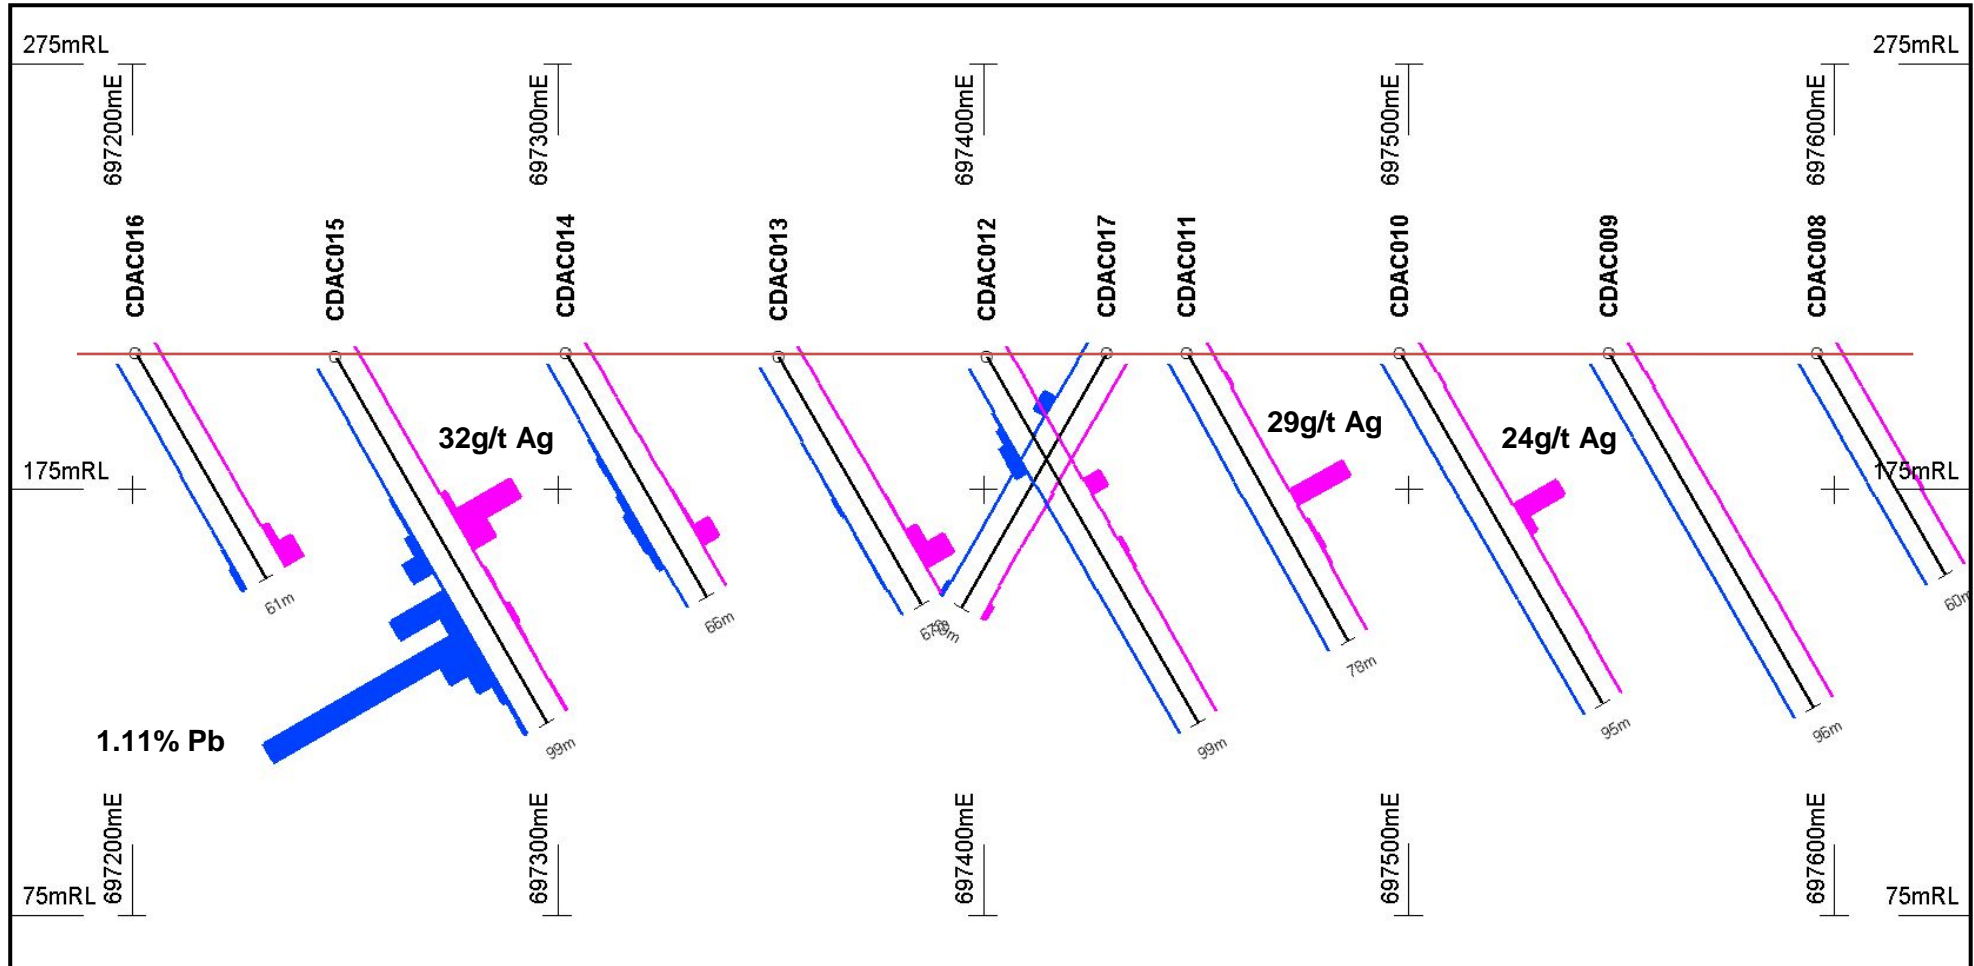 275mRL
275mRL
697200mE
697300mE
697400mE
697500mE
697600mE
CDAC016
CDAC015
CDAC014
CDAC013
CDAC012
CDAC017
CDAC011
CDAC010
CDAC009
CDAC008
32g/t Ag
29g/t Ag
24g/t Ag
175mRL
175mRL
61m
66m
99m
99m
78m
95m
96m
60m
1.11% Pb
697200mE
697300mE
697400mE
697500mE
697600mE
75mRL
75mRL